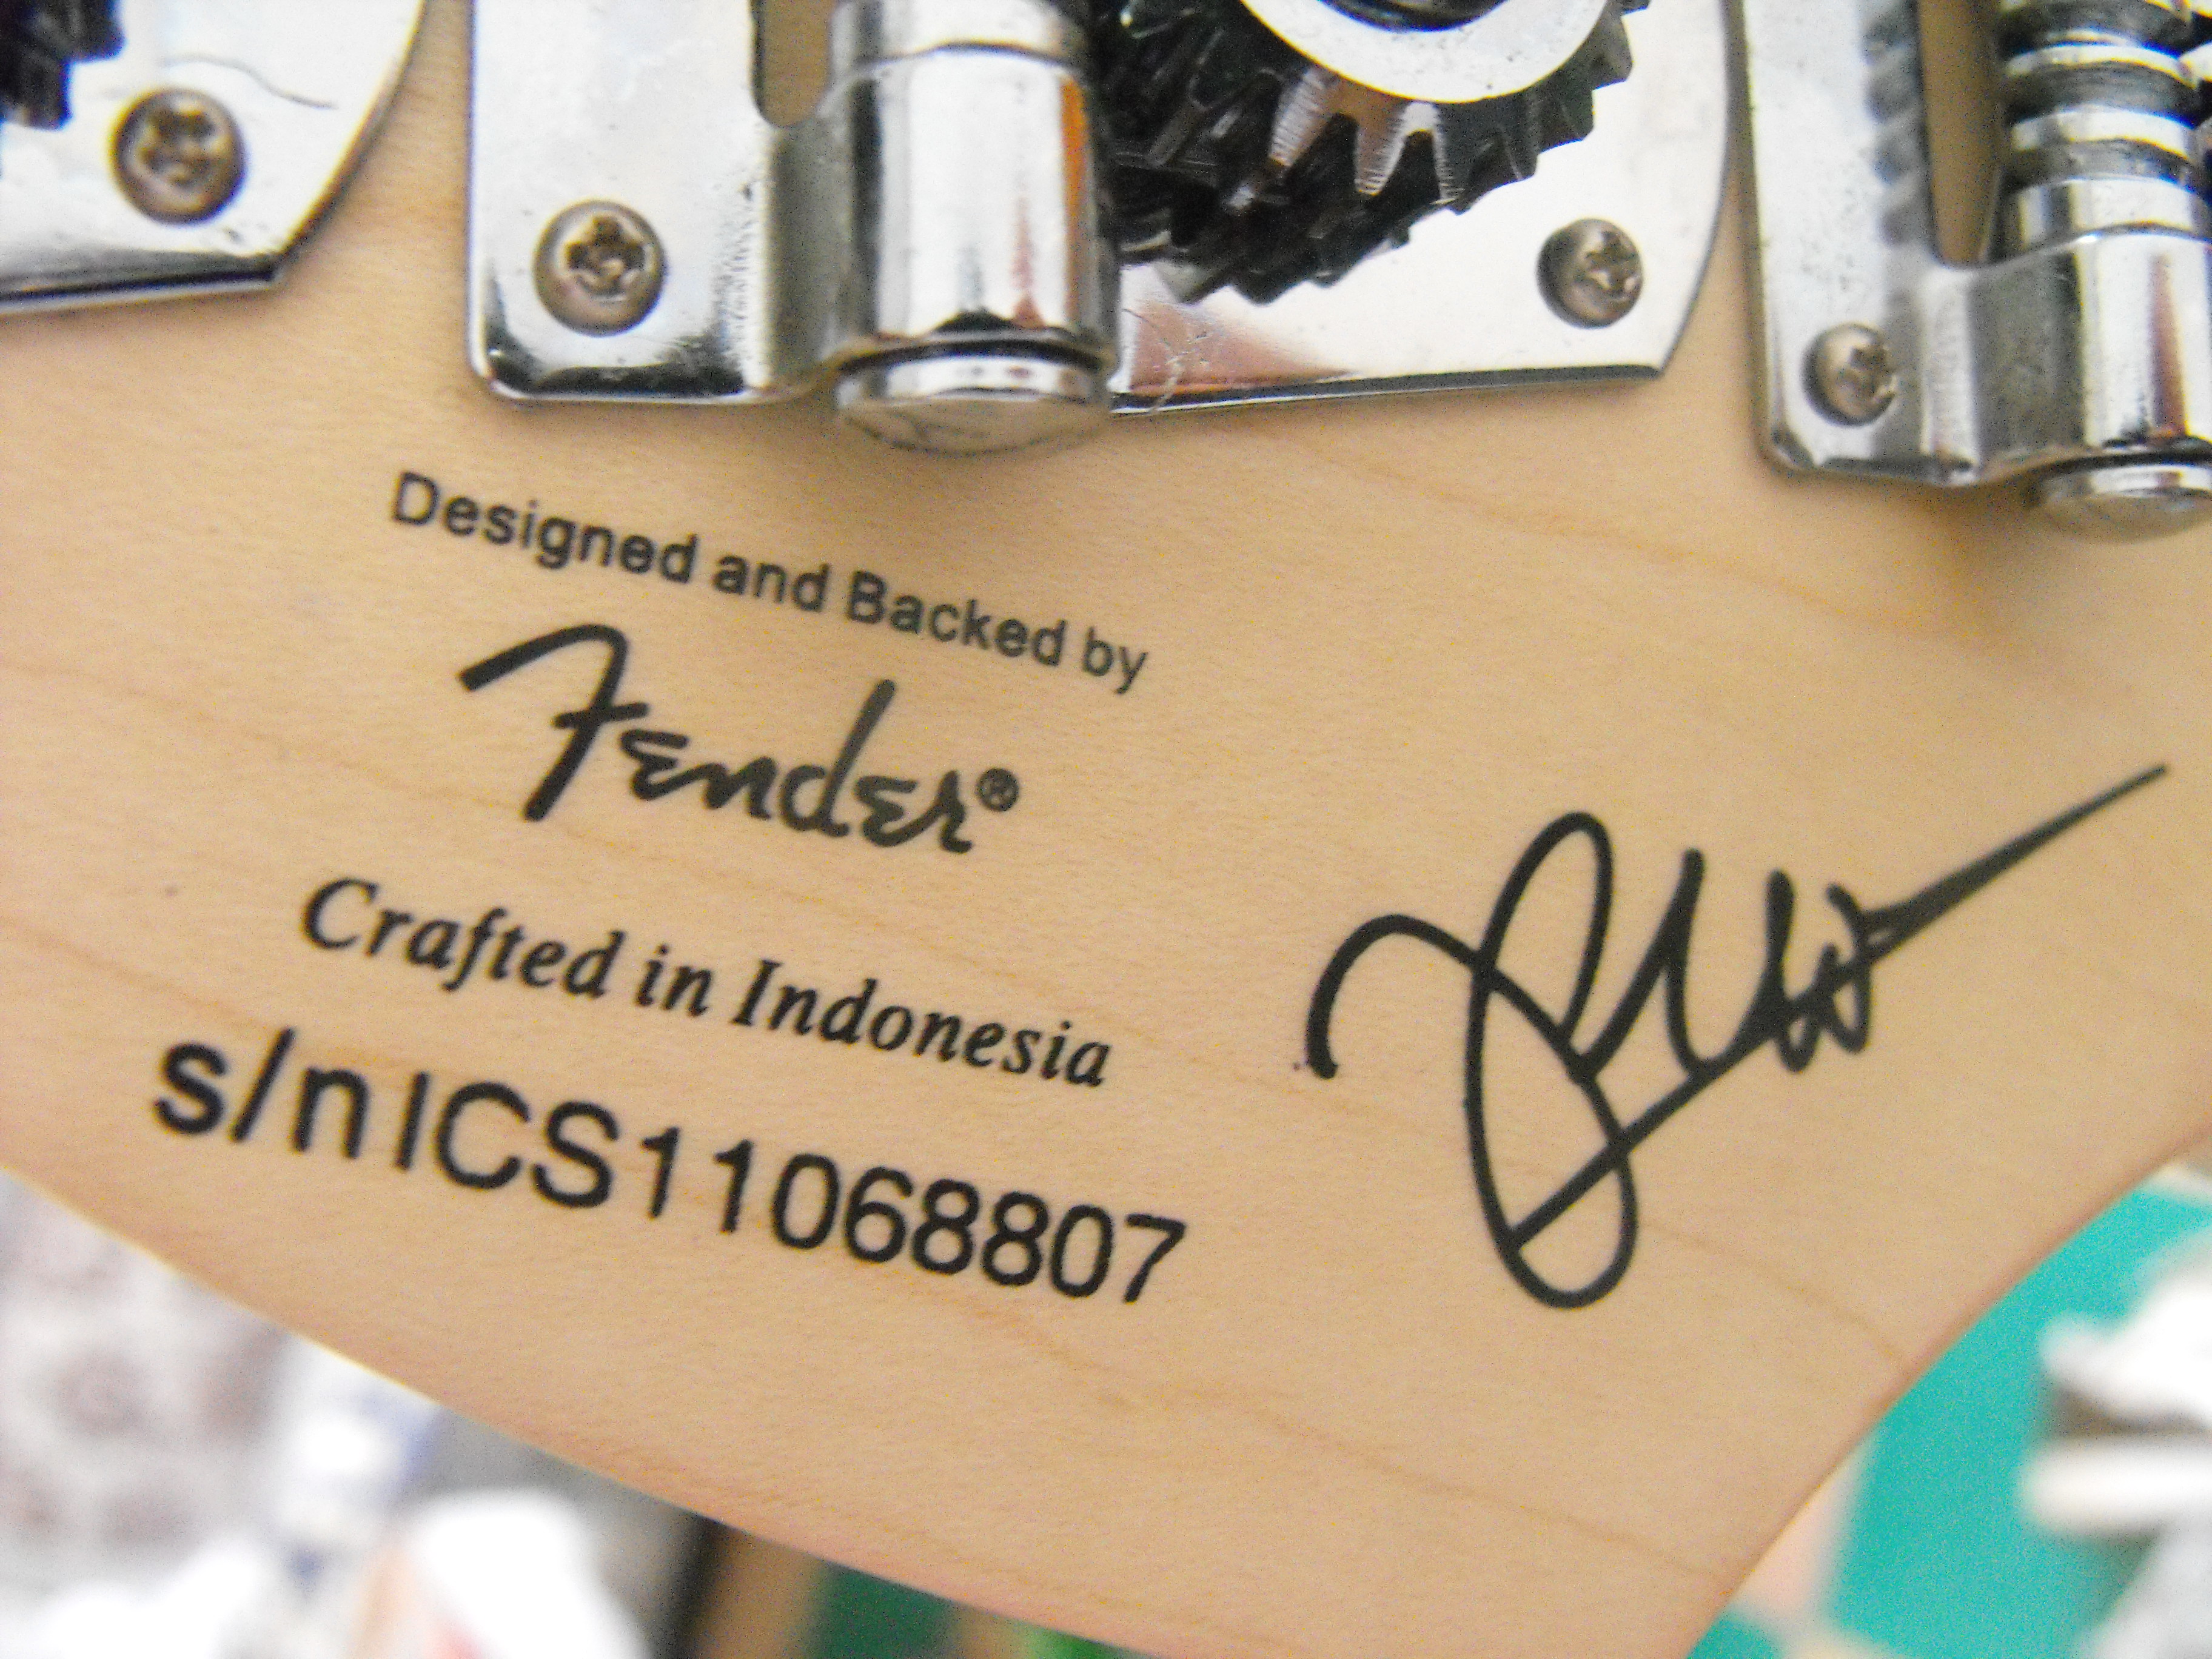 Designed and Backed by
Fender®
Crafted in Indonesia
s/n ICS11068807